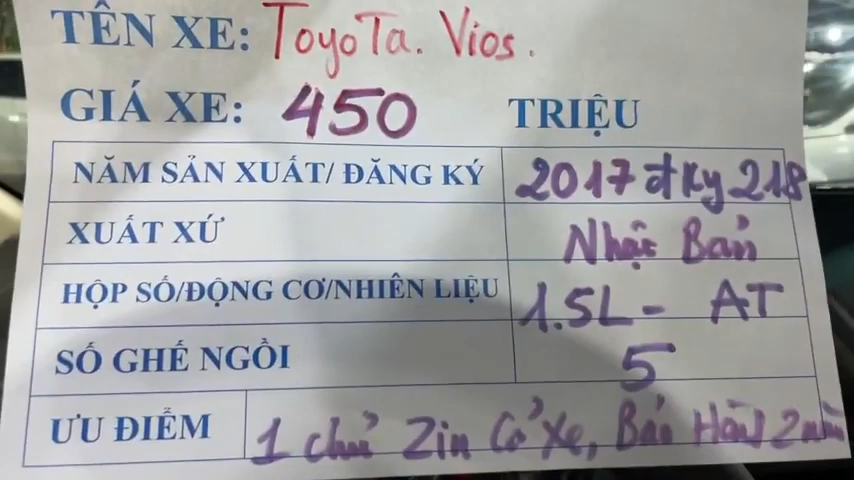 TÊN XE: ToyoTa. Vios.
GIÁ XE: 450 TRIỆU
NĂM SẢN XUẤT/ ĐĂNG KÝ 2017 đky 218
XUẤT XỨ Nhật Bản
HỘP SỐ/ĐỘNG CƠ/NHIÊN LIỆU 1.5L - AT
SỐ GHẾ NGỒI 5
ƯU ĐIỂM 1 chủ Zin Cả Xe, Bảo Hành 2 năm